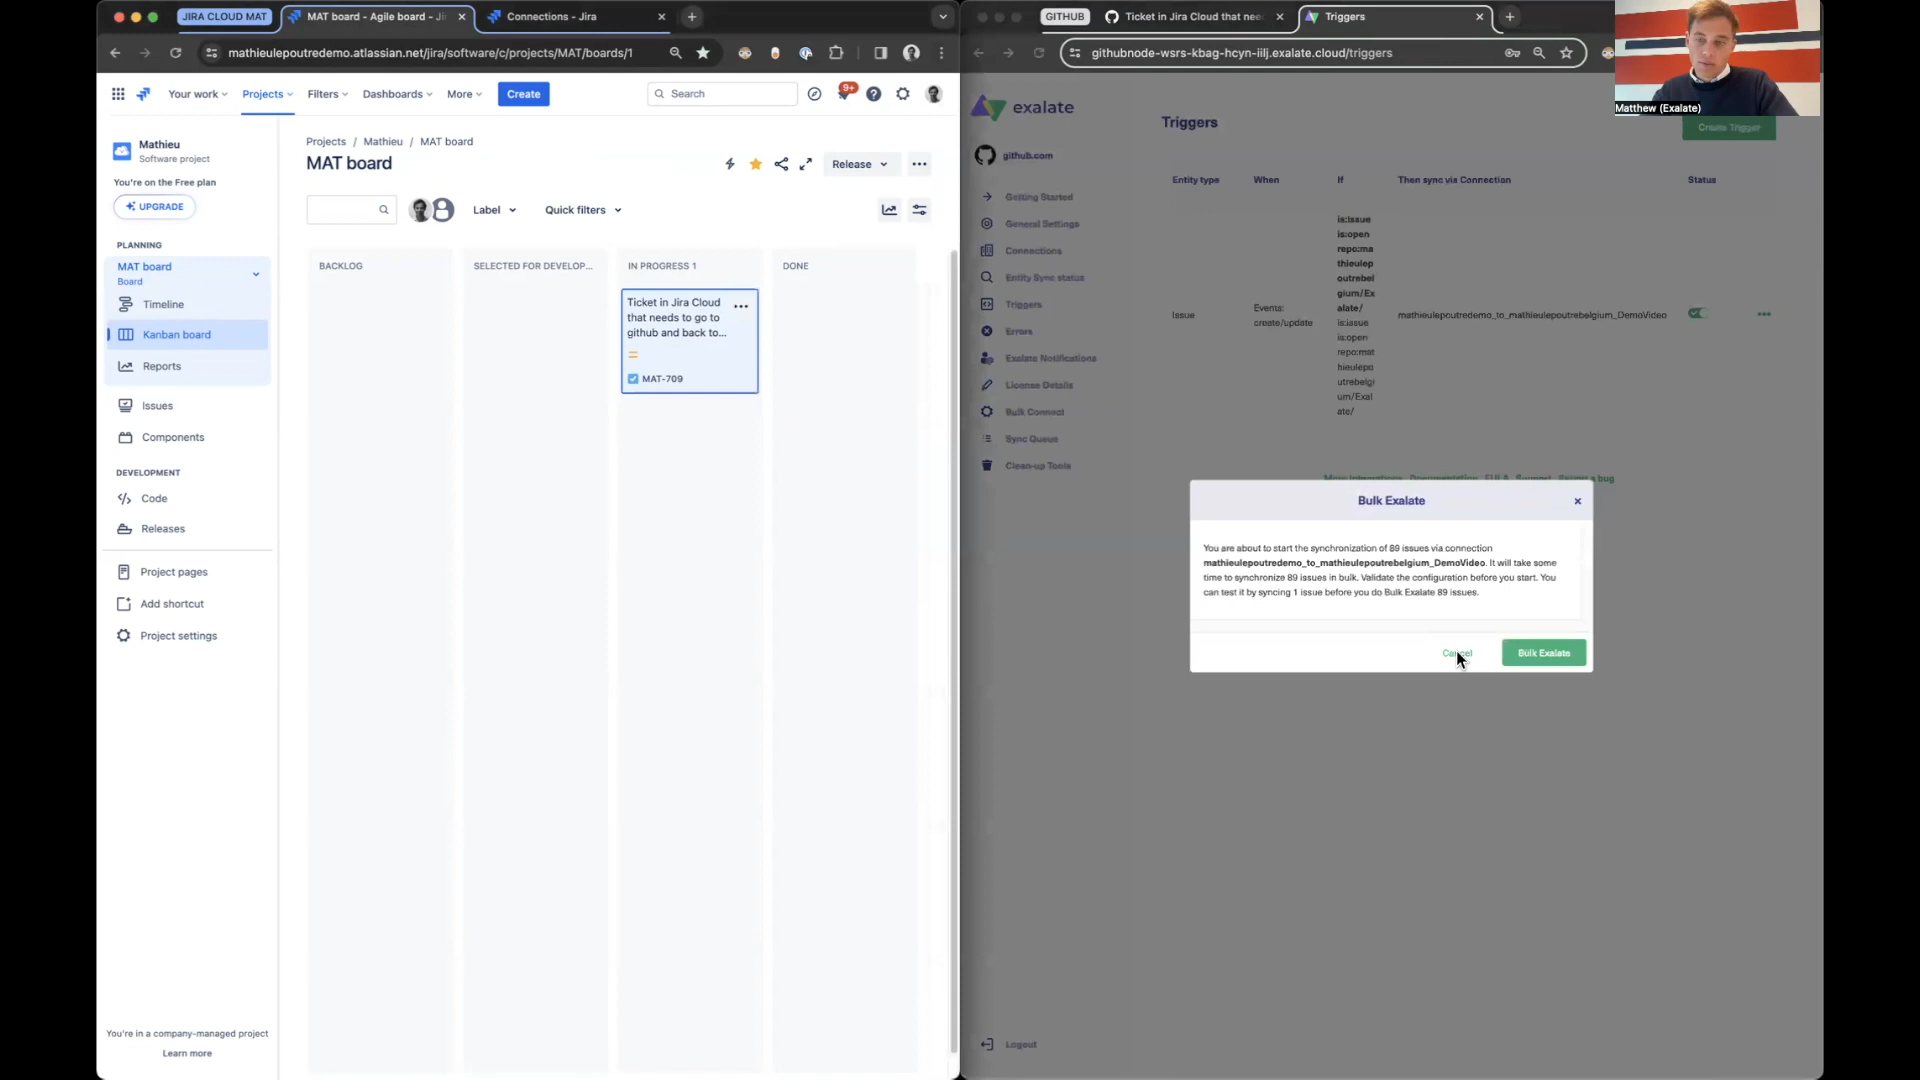 JIRA CLOUD MAT
MAT board - Agile board - Jir
Connections - Jira
mathieulepoutredemo.atlassian.net/jira/software/c/projects/MAT/boards/1
Your work
Projects
Filters
Dashboards
More
Create
Search
9+
Mathieu
Software project
You're on the Free plan
UPGRADE
PLANNING
MAT board
Board
Timeline
Kanban board
Reports
Issues
Components
DEVELOPMENT
Code
Releases
Project pages
Add shortcut
Project settings
You're in a company-managed project
Learn more
Projects / Mathieu / MAT board
MAT board
Release
Label
Quick filters
BACKLOG
SELECTED FOR DEVELOP...
IN PROGRESS 1
DONE
Ticket in Jira Cloud
that needs to go to
github and back to...
MAT-709
GITHUB
Ticket in Jira Cloud that nee
Triggers
githubnode-wsrs-kbag-hcyn-iilj.exalate.cloud/triggers
Matthew (Exalate)
exalate
github.com
Getting Started
General Settings
Connections
Entity Sync status
Triggers
Errors
Exalate Notifications
License Details
Bulk Connect
Sync Queue
Clean-up Tools
Logout
Triggers
Create Trigger
Entity type
When
If
Then sync via Connection
Status
Issue
Events:
create/update
is:issue
is:open
repo:ma
thieulep
outrebel
gium/Ex
alate/
is:issue
is:open
repo:mat
hieulepo
utrebelgi
um/Exal
ate/
mathieulepoutredemo_to_mathieulepoutrebelgium_DemoVideo
More Integrations Documentation EULA Support Report a bug
Bulk Exalate
You are about to start the synchronization of 89 issues via connection
mathieulepoutredemo_to_mathieulepoutrebelgium_DemoVideo. It will take some
time to synchronize 89 issues in bulk. Validate the configuration before you start. You
can test it by syncing 1 issue before you do Bulk Exalate 89 issues.
Cancel
Bulk Exalate